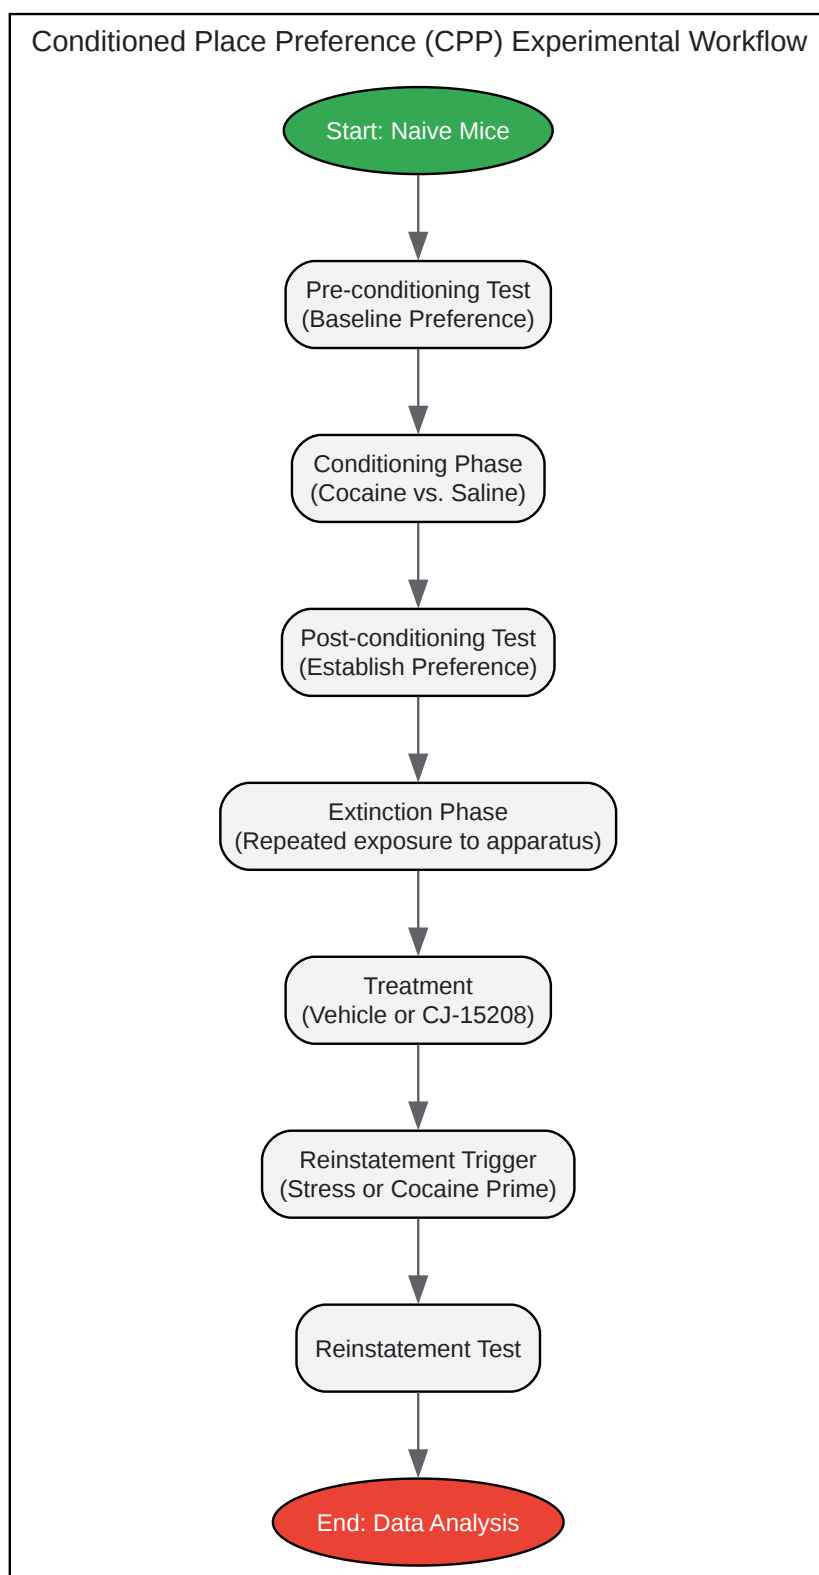 Conditioned Place Preference (CPP) Experimental Workflow
Start: Naive Mice
Pre-conditioning Test
(Baseline Preference)
Conditioning Phase
(Cocaine vs. Saline)
Post-conditioning Test
(Establish Preference)
Extinction Phase
(Repeated exposure to apparatus)
Treatment
(Vehicle or CJ-15208)
Reinstatement Trigger
(Stress or Cocaine Prime)
Reinstatement Test
End: Data Analysis